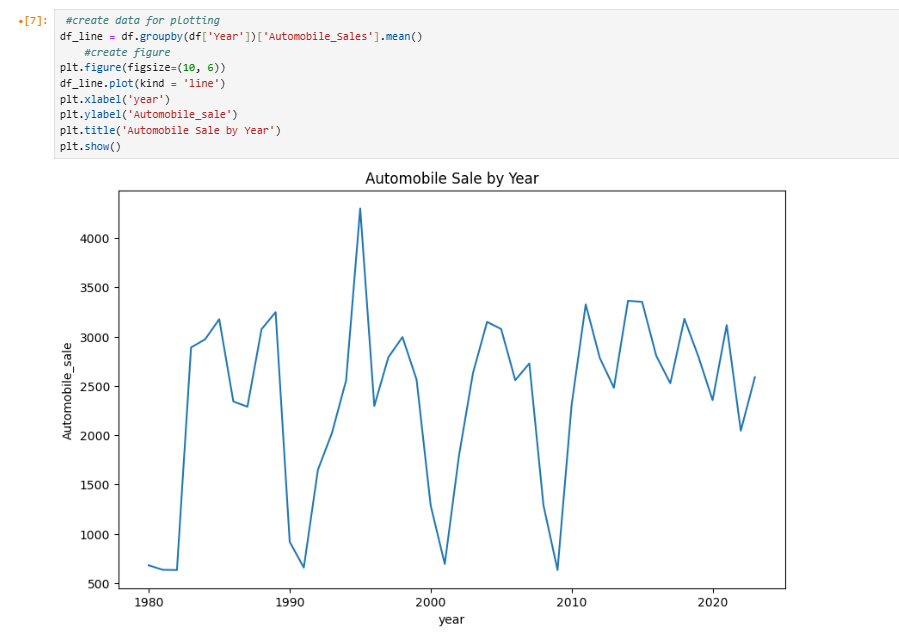 •[7]:
#create data for plotting
df_line = df.groupby(df['Year'])['Automobile_Sales'].mean()
#create figure
plt.figure(figsize=(10, 6))
df_line.plot(kind = 'line')
plt.xlabel('year')
plt.ylabel('Automobile_sale')
plt.title('Automobile Sale by Year')
plt.show()
Automobile Sale by Year
Automobile_sale
4000
3500
3000
2500
2000
1500
1000
500
1980 1990 2000 2010 2020
year